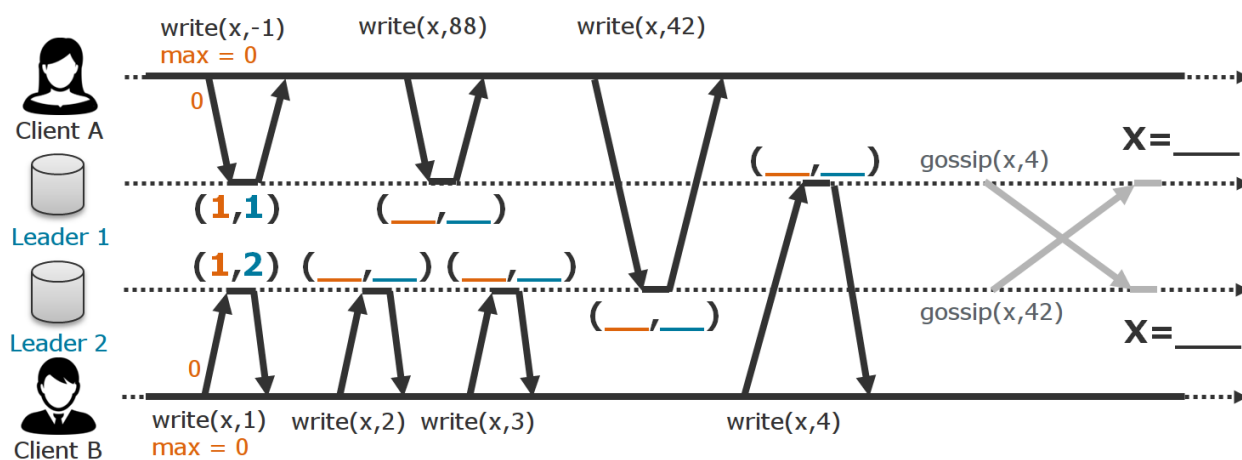 write(x,-1) write(x,88) write(x,42)
max = 0
0
Client A
(__,__) gossip(x,4) X=___
(1,1) (__,__)
Leader 1
(1,2) (__,__) (__,__)
(__,__) gossip(x,42)
Leader 2 X=___
0
write(x,1) write(x,2) write(x,3) write(x,4)
Client B max = 0